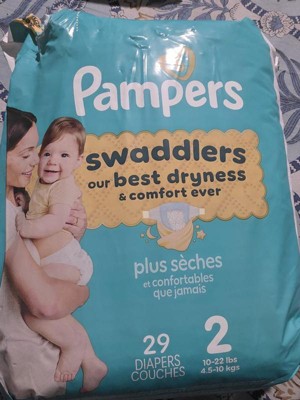 Pampers
swaddlers
our best dryness
& comfort ever
plus sèches
et confortables
que jamais
29
DIAPERS
COUCHES
2
10-22 lbs
4.5-10 kgs